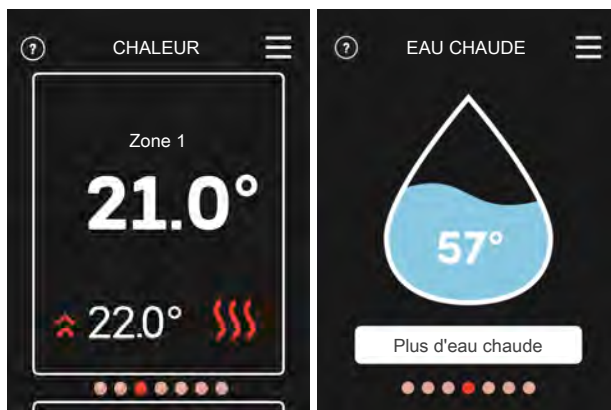 ?
CHALEUR
Zone 1
21.0°
22.0°
?
EAU CHAUDE
57°
Plus d'eau chaude